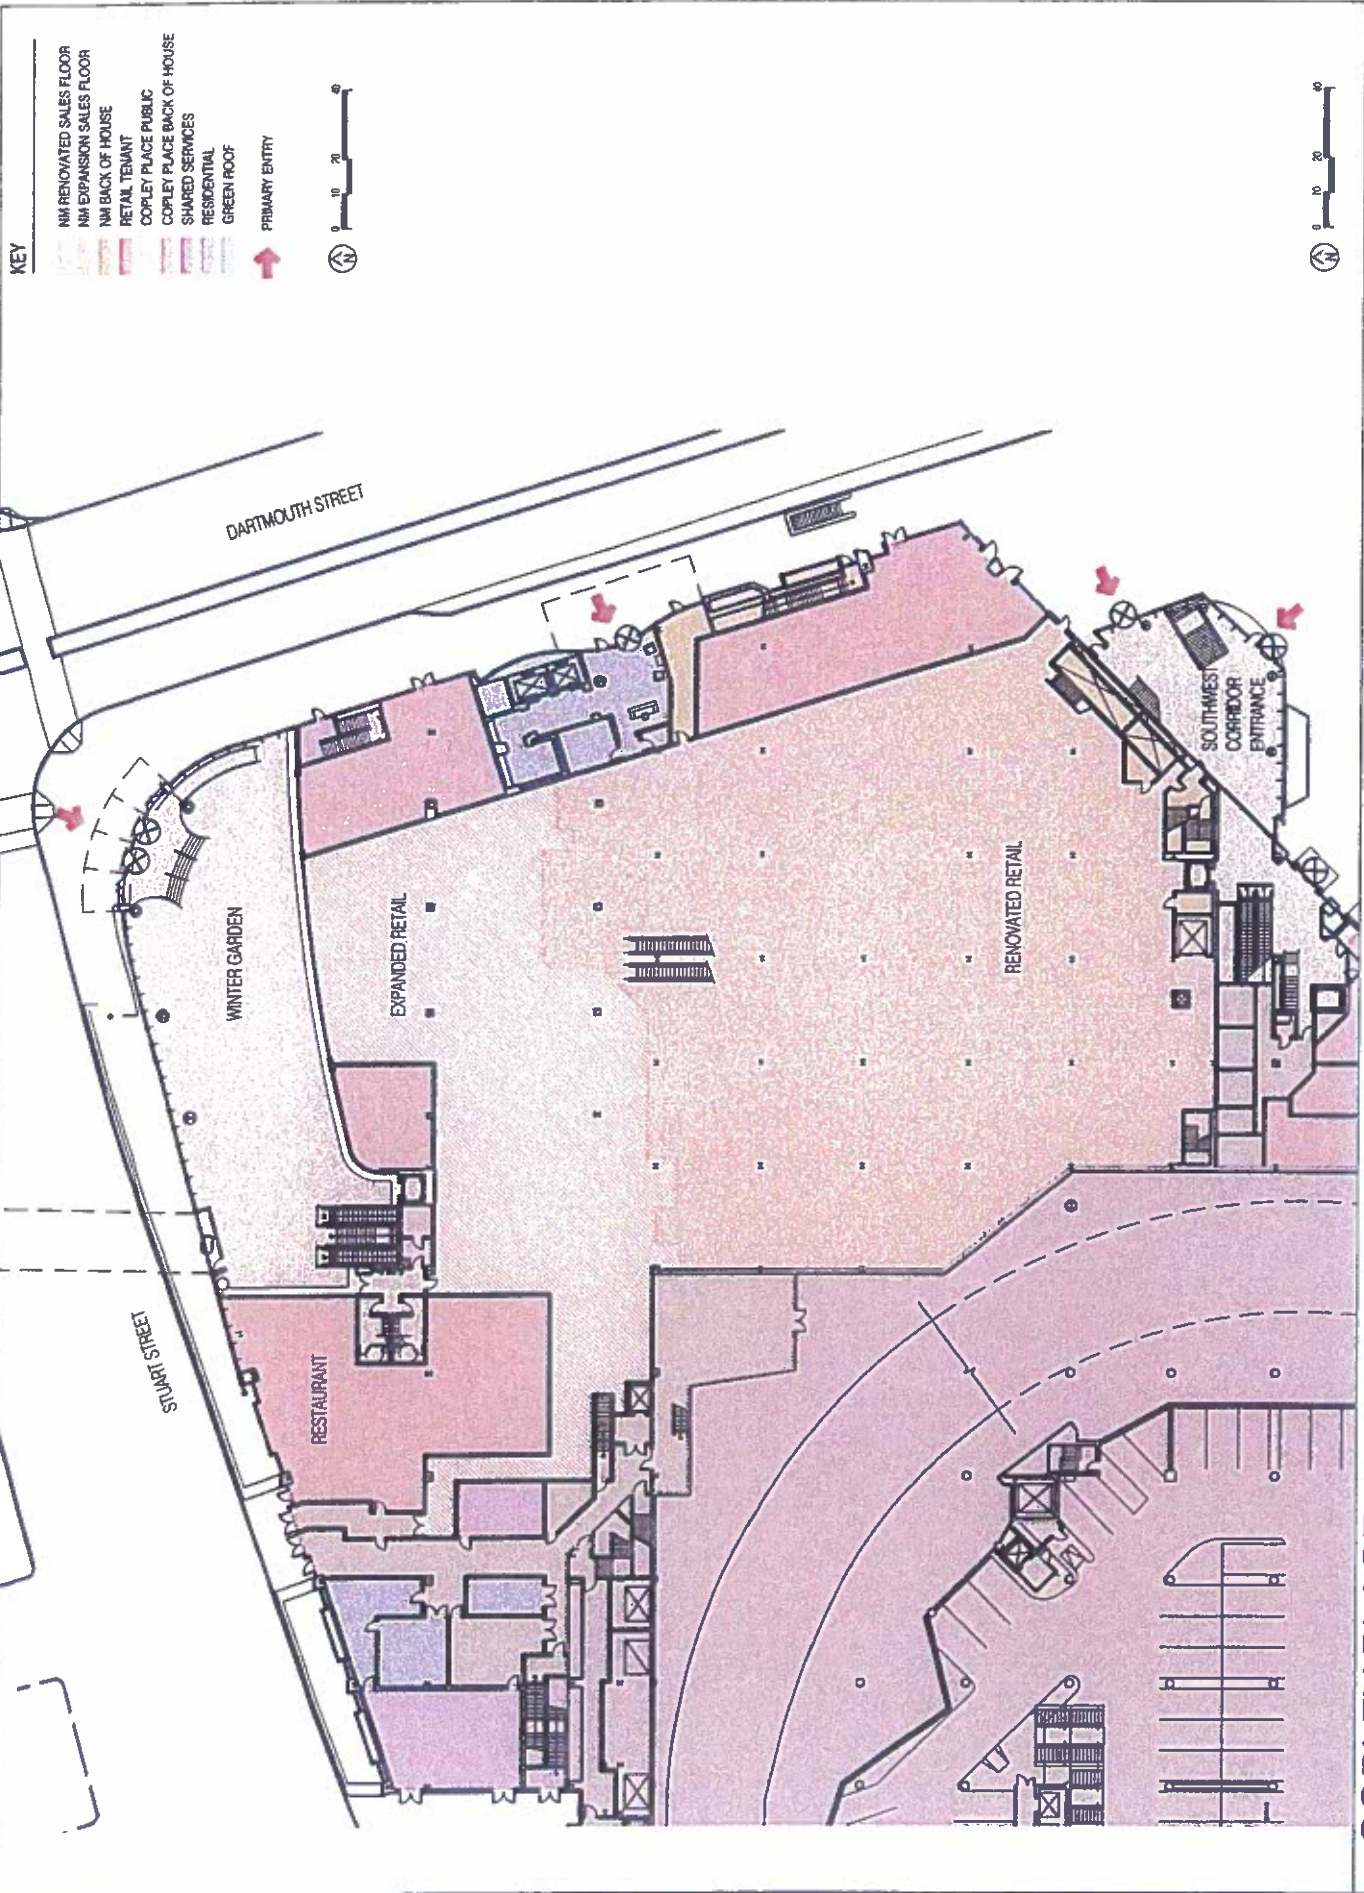 KEY
NM RENOVATED SALES FLOOR
NM EXPANSION SALES FLOOR
NM BACK OF HOUSE
RETAIL TENANT
COPLEY PLACE PUBLIC
COPLEY PLACE BACK OF HOUSE
SHARED SERVICES
RESIDENTIAL
GREEN ROOF
PRIMARY ENTRY
N
0 10 20 40
N
0 10 20 40
DARTMOUTH STREET
STUART STREET
WINTER GARDEN
EXPANDED RETAIL
RENOVATED RETAIL
RESTAURANT
SOUTHWEST
CORRIDOR
ENTRANCE